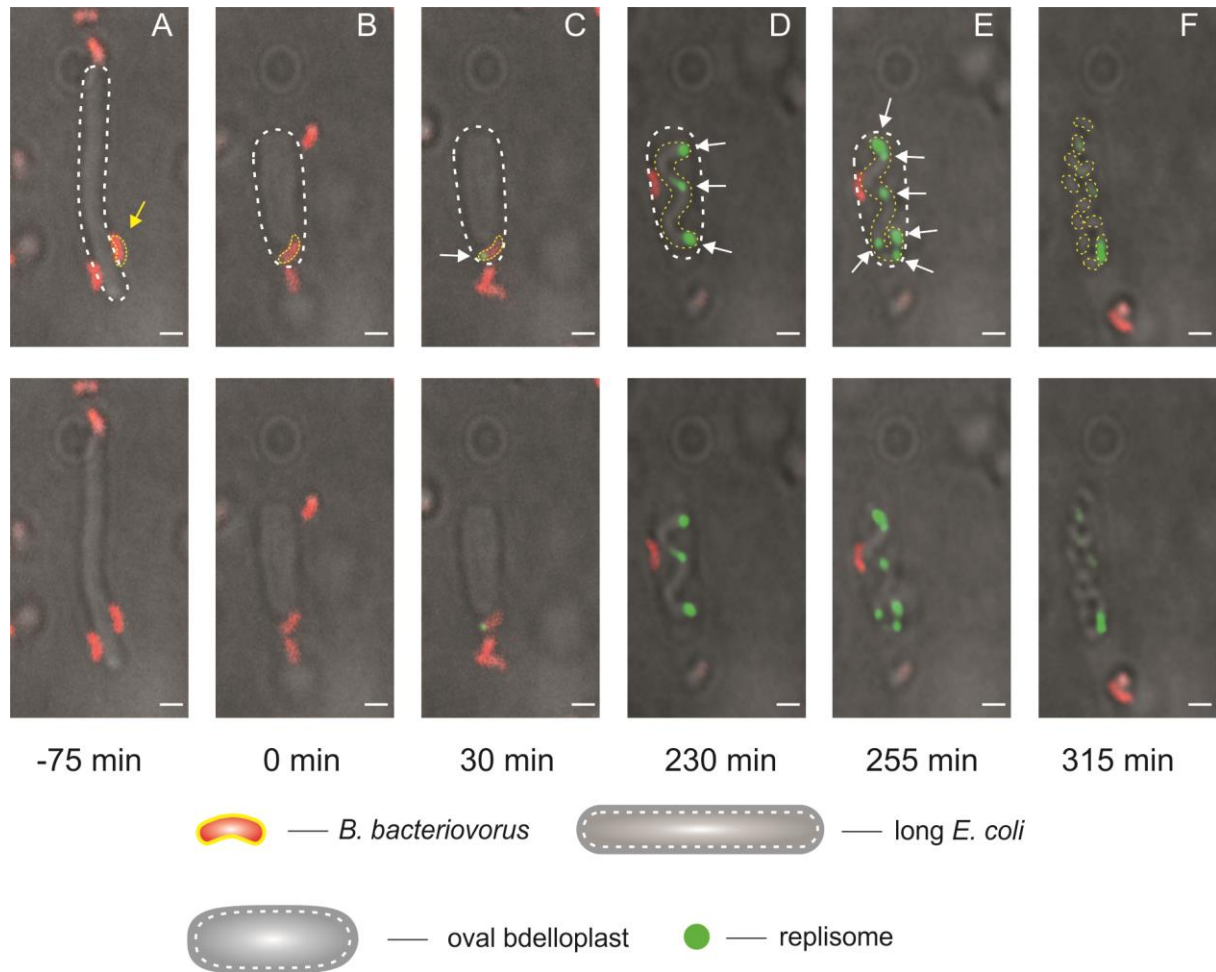 A B C D E F
-75 min 0 min 30 min 230 min 255 min 315 min
B. bacteriovorus long E. coli
oval bdelloplast replisome